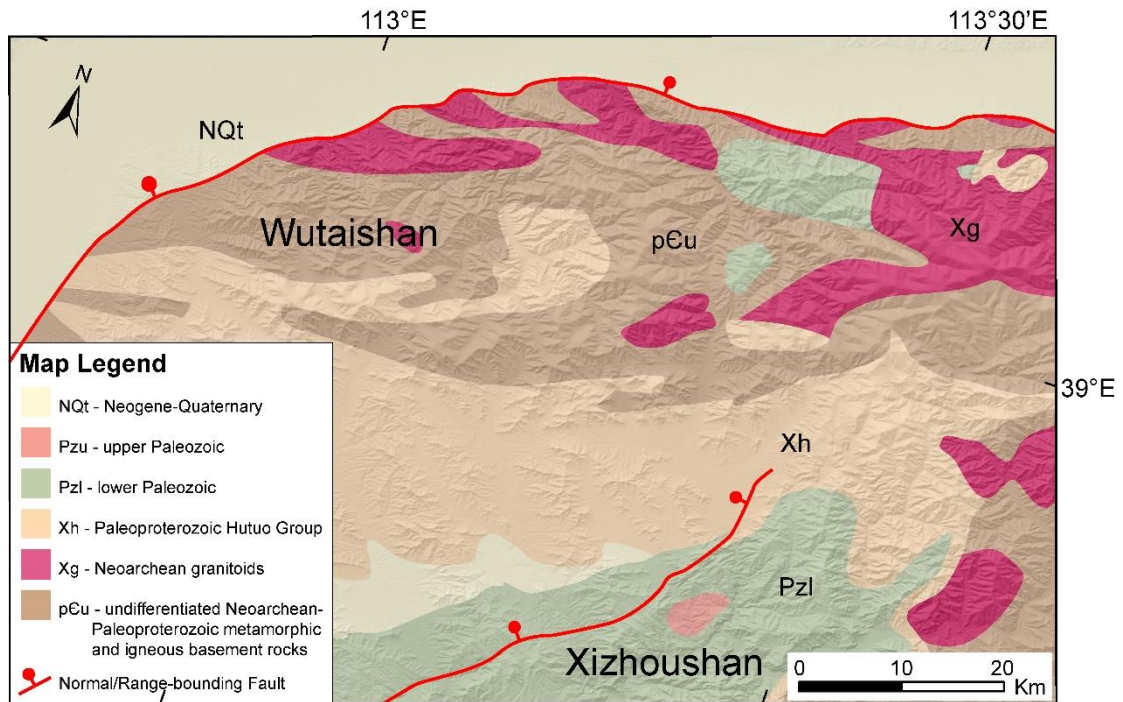 113°E
113°30'E
N
NQt
Wutaishan
pЄu
Xg
Map Legend
NQt - Neogene-Quaternary
Pzu - upper Paleozoic
Pzl - lower Paleozoic
Xh - Paleoproterozoic Hutuo Group
Xg - Neoarchean granitoids
pЄu - undifferentiated Neoarchean-
Paleoproterozoic metamorphic
and igneous basement rocks
Normal/Range-bounding Fault
39°E
Xh
Pzl
Xizhoushan
0 10 20
Km